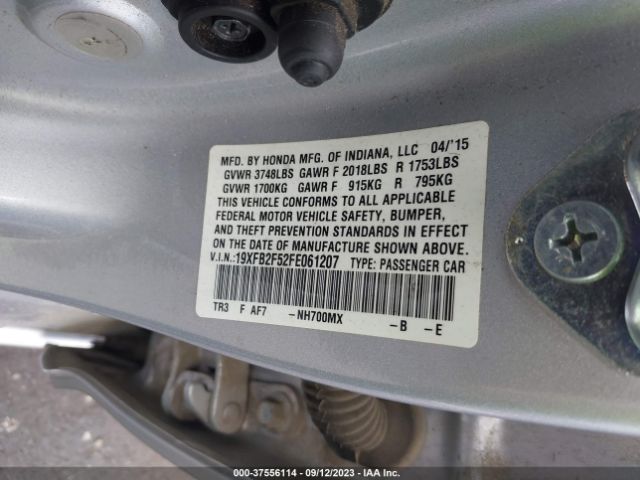 MFD. BY HONDA MFG. OF INDIANA, LLC 04/'15
GVWR 3748LBS GAWR F 2018LBS R 1753LBS
GVWR 1700KG GAWR F 915KG R 795KG
THIS VEHICLE CONFORMS TO ALL APPLICABLE
FEDERAL MOTOR VEHICLE SAFETY, BUMPER,
AND THEFT PREVENTION STANDARDS IN EFFECT
ON THE DATE OF MANUFACTURE SHOWN ABOVE.
V.I.N.:19XFB2F52FE061207 TYPE: PASSENGER CAR
TR3 F AF7 -NH700MX -B -E
000-37556114 - 09/12/2023 - IAA Inc.